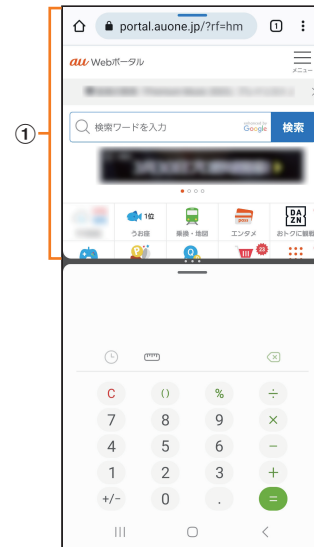 ①
portal.auone.jp/?rf=hm 1
au Webポータル
メニュー
検索ワードを入力 Google 検索
1位 DA
ZN
うお座 乗換・地図 エンタメ おトクに観戦
23
C () % ÷
7 8 9 ×
4 5 6 −
1 2 3 +
+/− 0 . =